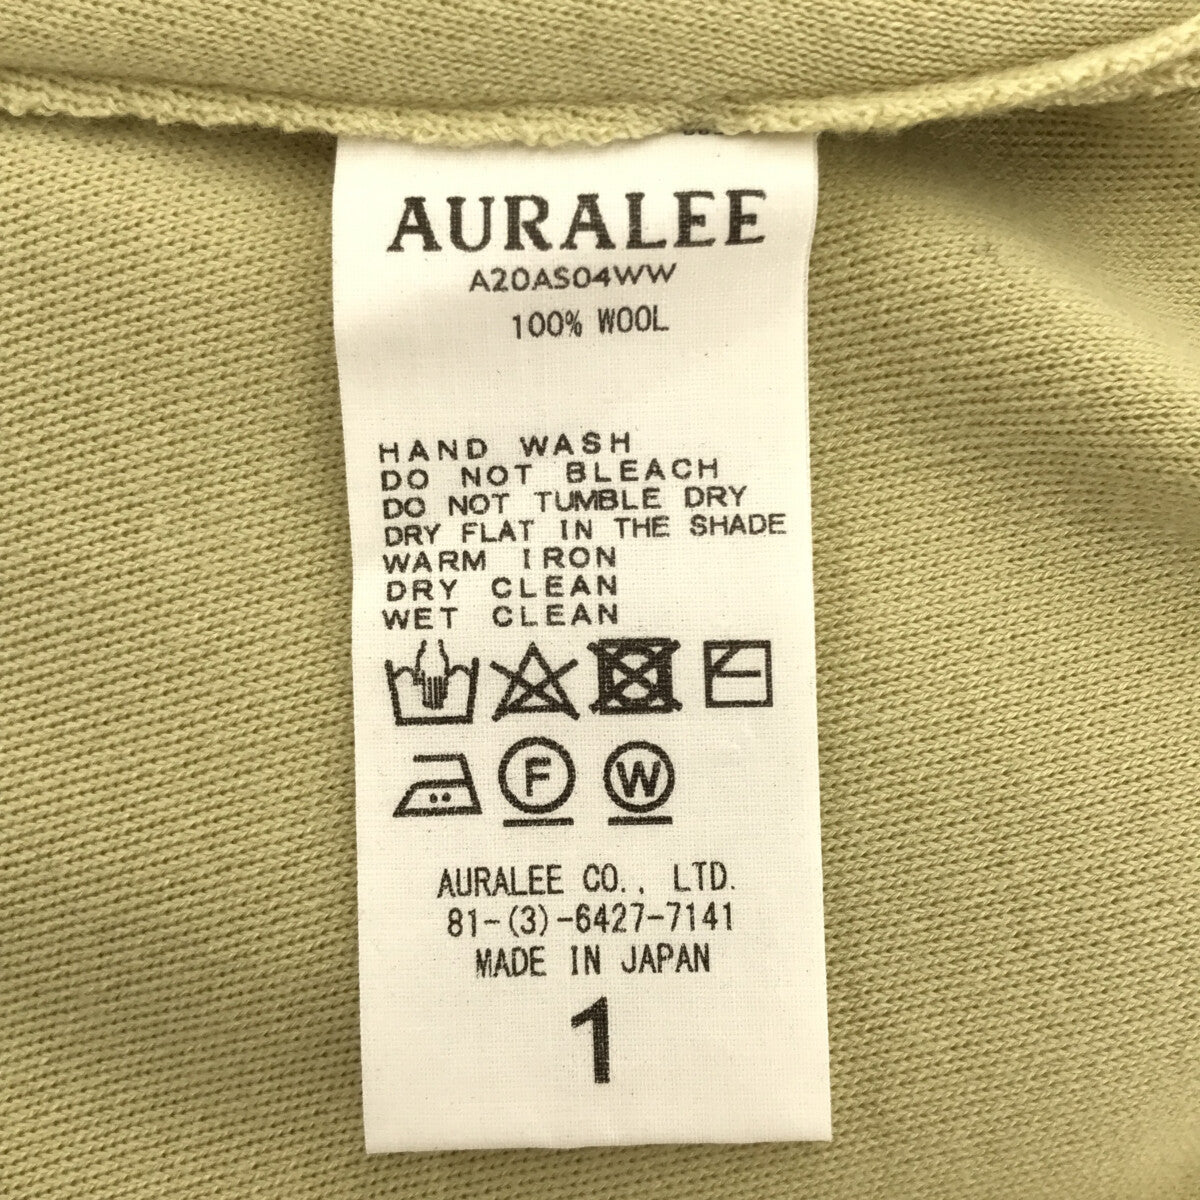 AURALEE
A20AS04WW
100% WOOL
HAND WASH
DO NOT BLEACH
DO NOT TUMBLE DRY
DRY FLAT IN THE SHADE
WARM IRON
DRY CLEAN
WET CLEAN
F W
AURALEE CO., LTD.
81-(3)-6427-7141
MADE IN JAPAN
1